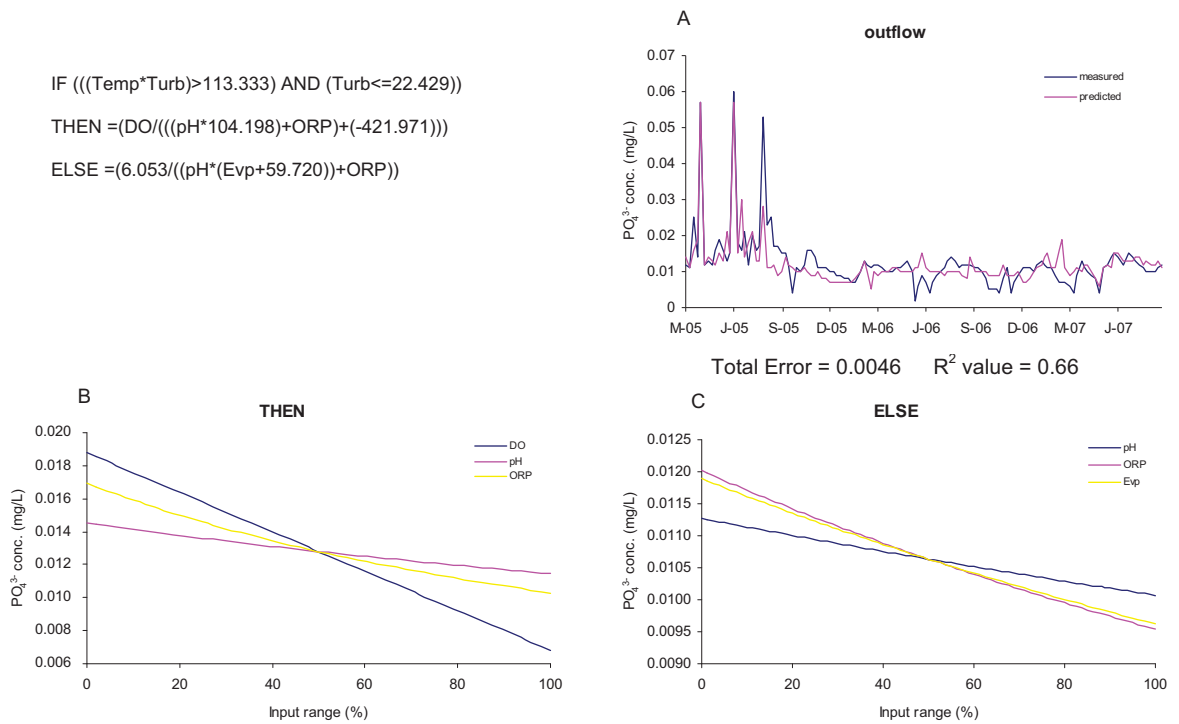 IF (((Temp*Turb)>113.333) AND (Turb<=22.429))
THEN =(DO/(((pH*104.198)+ORP)+(-421.971)))
ELSE =(6.053/((pH*(Evp+59.720))+ORP))
A
outflow
PO₄³⁻ conc. (mg/L)
0.07
0.06
0.05
0.04
0.03
0.02
0.01
0
measured
predicted
M-05 J-05 S-05 D-05 M-06 J-06 S-06 D-06 M-07 J-07
Total Error = 0.0046 R² value = 0.66
B
THEN
PO₄³⁻ conc. (mg/L)
0.020
0.018
0.016
0.014
0.012
0.010
0.008
0.006
DO
pH
ORP
0 20 40 60 80 100
Input range (%)
C
ELSE
PO₄³⁻ conc. (mg/L)
0.0125
0.0120
0.0115
0.0110
0.0105
0.0100
0.0095
0.0090
pH
ORP
Evp
0 20 40 60 80 100
Input range (%)